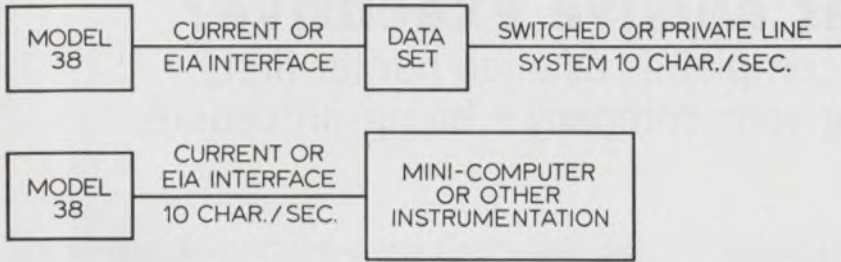 MODEL
38
CURRENT OR
EIA INTERFACE
DATA
SET
SWITCHED OR PRIVATE LINE
SYSTEM 10 CHAR./SEC.
MODEL
38
CURRENT OR
EIA INTERFACE
10 CHAR./SEC.
MINI-COMPUTER
OR OTHER
INSTRUMENTATION